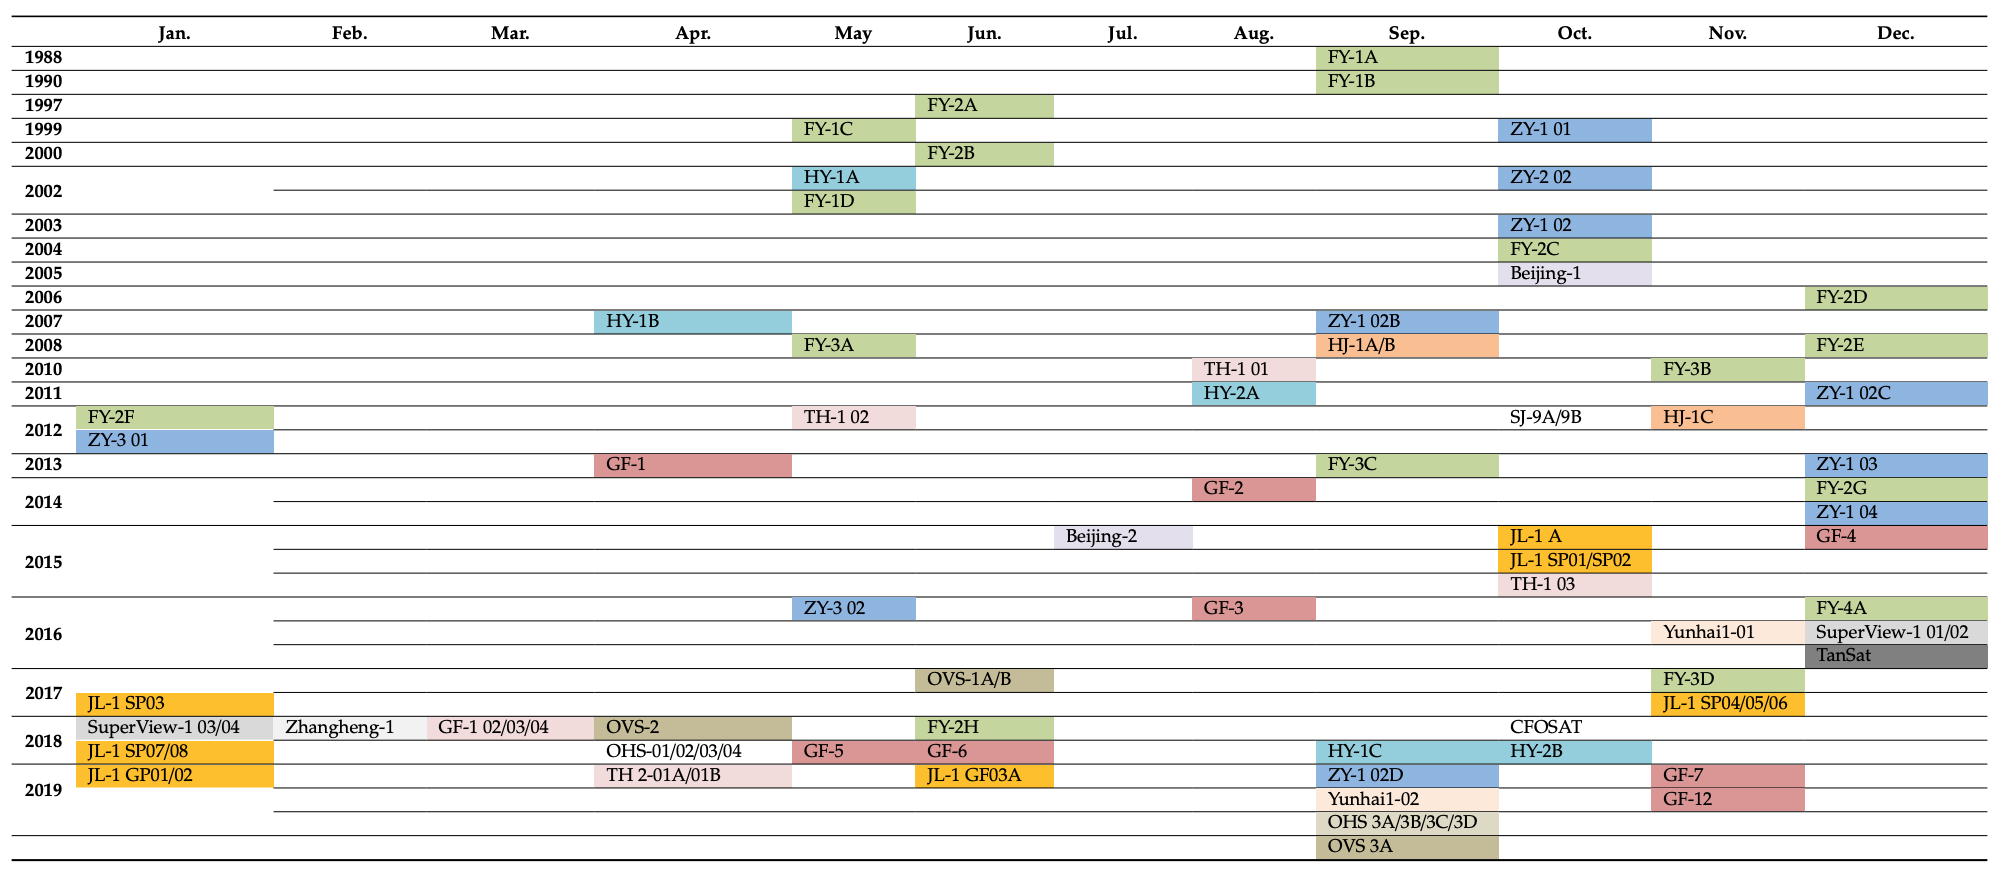 Jan. Feb. Mar. Apr. May Jun. Jul. Aug. Sep. Oct. Nov. Dec.
1988 FY-1A
1990 FY-1B
1997 FY-2A
1999 FY-1C ZY-1 01
2000 FY-2B
2002 HY-1A ZY-2 02
FY-1D
2003 ZY-1 02
2004 FY-2C
2005 Beijing-1
2006 FY-2D
2007 HY-1B ZY-1 02B
2008 FY-3A HJ-1A/B FY-2E
2010 TH-1 01 FY-3B
2011 HY-2A ZY-1 02C
2012 FY-2F TH-1 02 SJ-9A/9B HJ-1C
ZY-3 01
2013 GF-1 FY-3C ZY-1 03
2014 GF-2 FY-2G
ZY-1 04
2015 Beijing-2 JL-1 A GF-4
JL-1 SP01/SP02
TH-1 03
2016 ZY-3 02 GF-3 FY-4A
Yunhai1-01 SuperView-1 01/02
TanSat
2017 OVS-1A/B FY-3D
JL-1 SP03 JL-1 SP04/05/06
2018 SuperView-1 03/04 Zhangheng-1 GF-1 02/03/04 OVS-2 FY-2H CFOSAT
JL-1 SP07/08 OHS-01/02/03/04 GF-5 GF-6 HY-1C HY-2B
2019 JL-1 GP01/02 TH 2-01A/01B JL-1 GF03A ZY-1 02D GF-7
Yunhai1-02 GF-12
OHS 3A/3B/3C/3D
OVS 3A